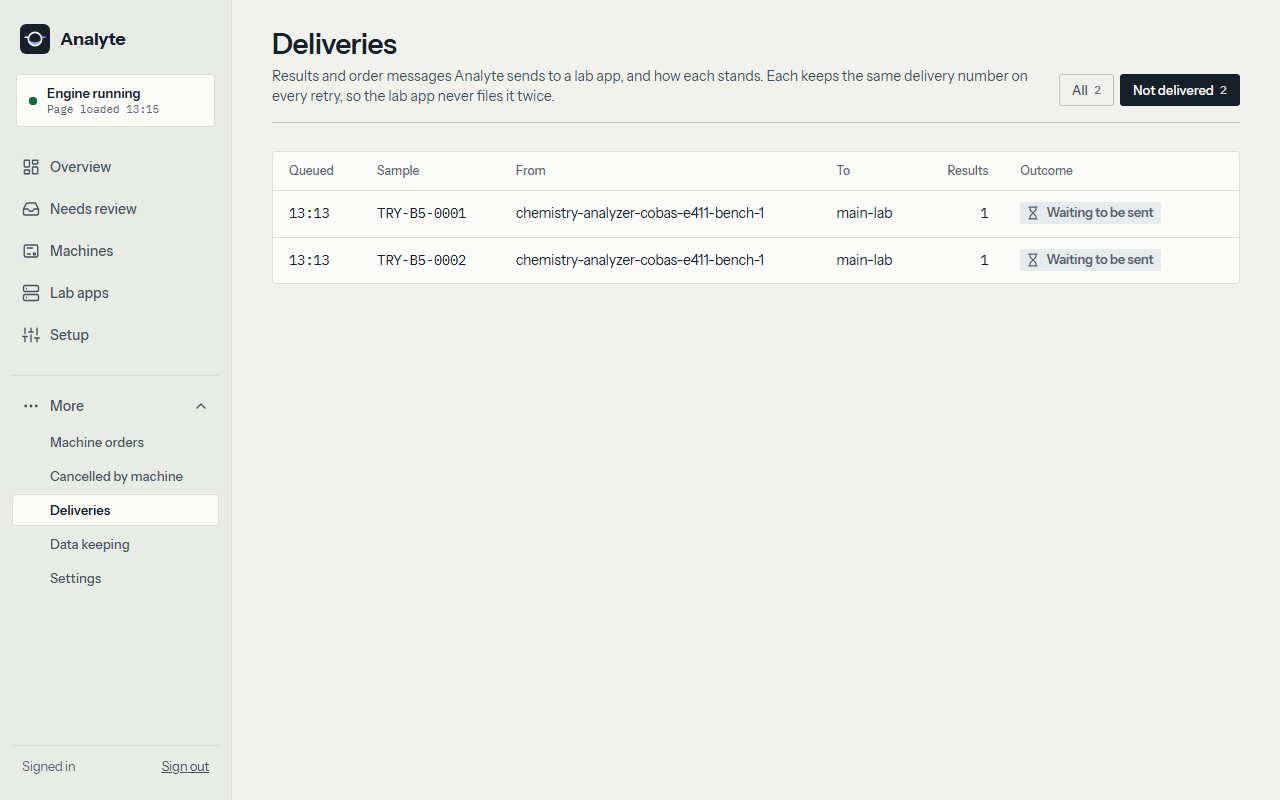 Analyte
Engine running
Page loaded 13:15
Overview
Needs review
Machines
Lab apps
Setup
More
Machine orders
Cancelled by machine
Deliveries
Data keeping
Settings
Signed in
Sign out
Deliveries
Results and order messages Analyte sends to a lab app, and how each stands. Each keeps the same delivery number on
every retry, so the lab app never files it twice.
All 2
Not delivered 2
Queued Sample From To Results Outcome
13:13 TRY-B5-0001 chemistry-analyzer-cobas-e411-bench-1 main-lab 1 Waiting to be sent
13:13 TRY-B5-0002 chemistry-analyzer-cobas-e411-bench-1 main-lab 1 Waiting to be sent